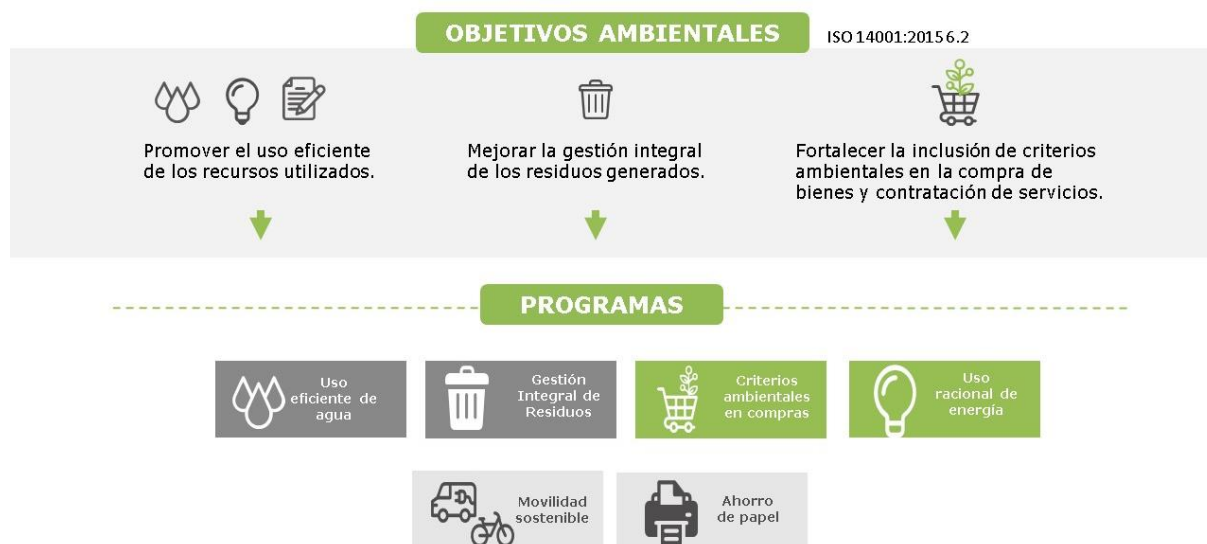 OBJETIVOS AMBIENTALES
ISO 14001:2015 6.2
Promover el uso eficiente
de los recursos utilizados.
Mejorar la gestión integral
de los residuos generados.
Fortalecer la inclusión de criterios
ambientales en la compra de
bienes y contratación de servicios.
PROGRAMAS
Uso
eficiente de
agua
Gestión
Integral de
Residuos
Criterios
ambientales
en compras
Uso
racional de
energía
Movilidad
sostenible
Ahorro
de papel